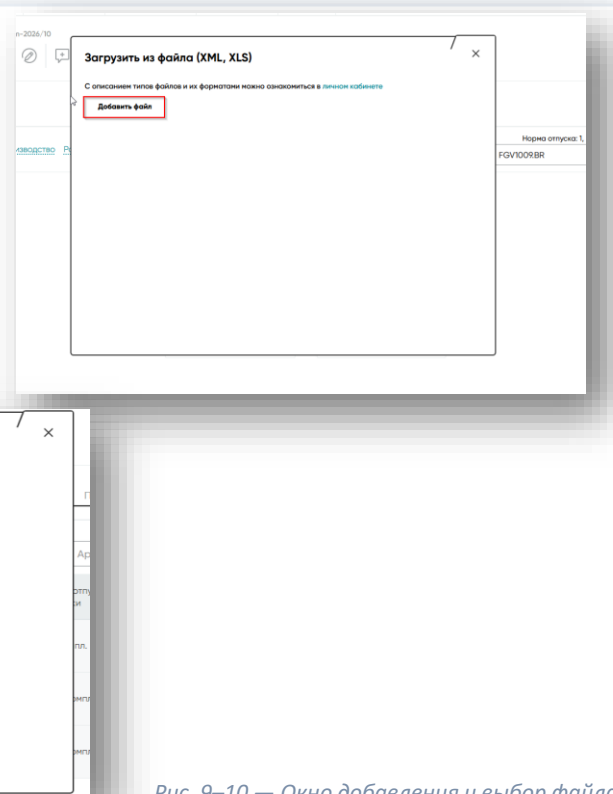 n-2026/10
Загрузить из файла (XML, XLS)
С описанием типов файлов и их форматами можно ознакомиться в личном кабинете
Добавить файл
Норма отпуска: 1,
FGV1009.BR
Рис. 9–10 — Окно добавления и выбор файла